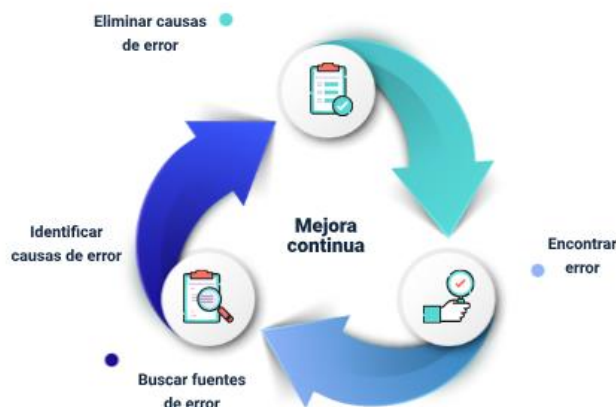 Eliminar causas
de error
Mejora
continua
Encontrar
error
Identificar
causas de error
Buscar fuentes
de error